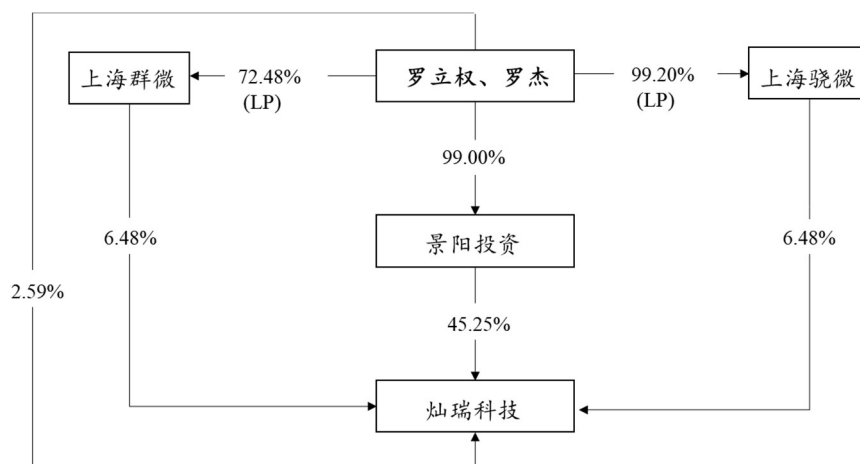 上海群微
72.48%
(LP)
罗立权、罗杰
99.20%
(LP)
上海骁微
99.00%
6.48%
景阳投资
6.48%
2.59%
45.25%
灿瑞科技